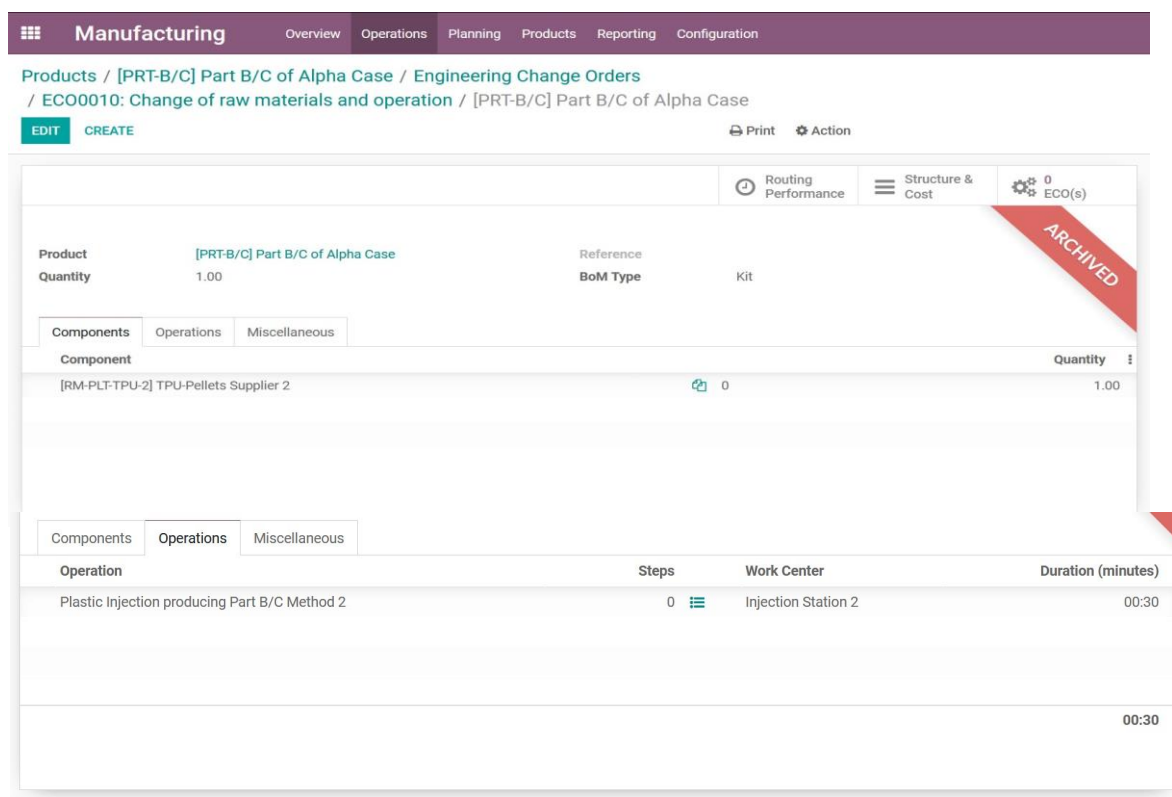 Manufacturing Overview Operations Planning Products Reporting Configuration
Products / [PRT-B/C] Part B/C of Alpha Case / Engineering Change Orders
/ ECO0010: Change of raw materials and operation / [PRT-B/C] Part B/C of Alpha Case
EDIT CREATE Print Action
Routing Performance Structure & Cost 0 ECO(s)
ARCHIVED
Product [PRT-B/C] Part B/C of Alpha Case Reference
Quantity 1.00 BoM Type Kit
Components Operations Miscellaneous
Component Quantity
[RM-PLT-TPU-2] TPU-Pellets Supplier 2 0 1.00
Components Operations Miscellaneous
Operation Steps Work Center Duration (minutes)
Plastic Injection producing Part B/C Method 2 0 Injection Station 2 00:30
00:30